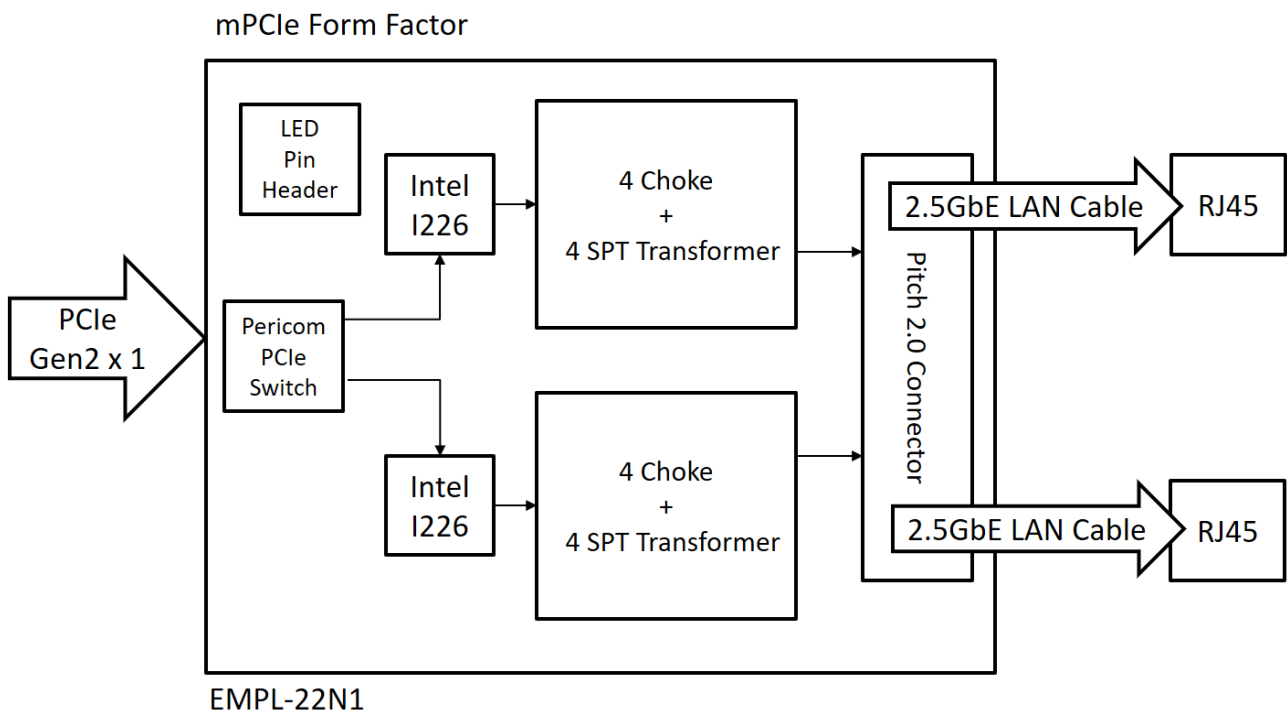 mPCIe Form Factor
LED
Pin
Header
Intel
I226
4 Choke
+
4 SPT Transformer
2.5GbE LAN Cable
RJ45
PCIe
Gen2 x 1
Pericom
PCIe
Switch
Pitch 2.0 Connector
Intel
I226
4 Choke
+
4 SPT Transformer
2.5GbE LAN Cable
RJ45
EMPL-22N1